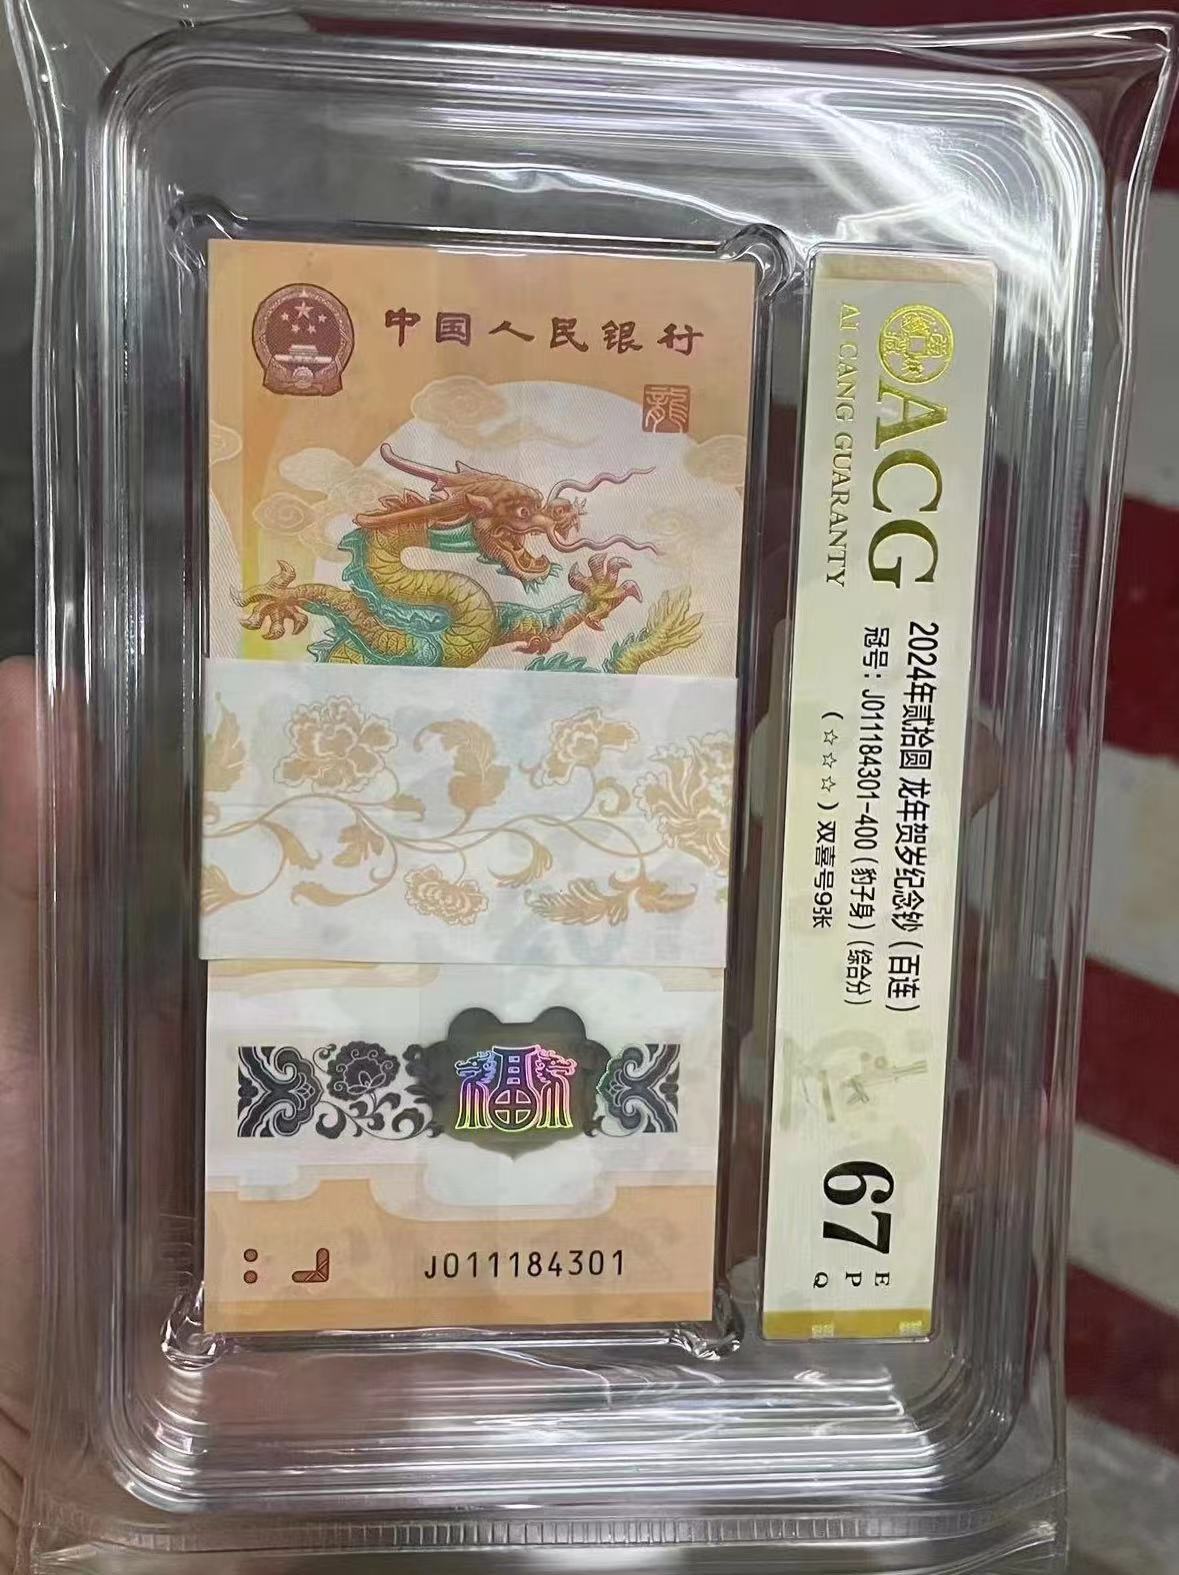 中国人民银行
龍
J011184301
ACG
AI CANG GUARANTY
2024年贰拾圆 龙年贺岁纪念钞（百连）
冠号：J011184301-400（豹子身）（综合分）
（☆☆☆）双喜号9张
67
E
P
Q